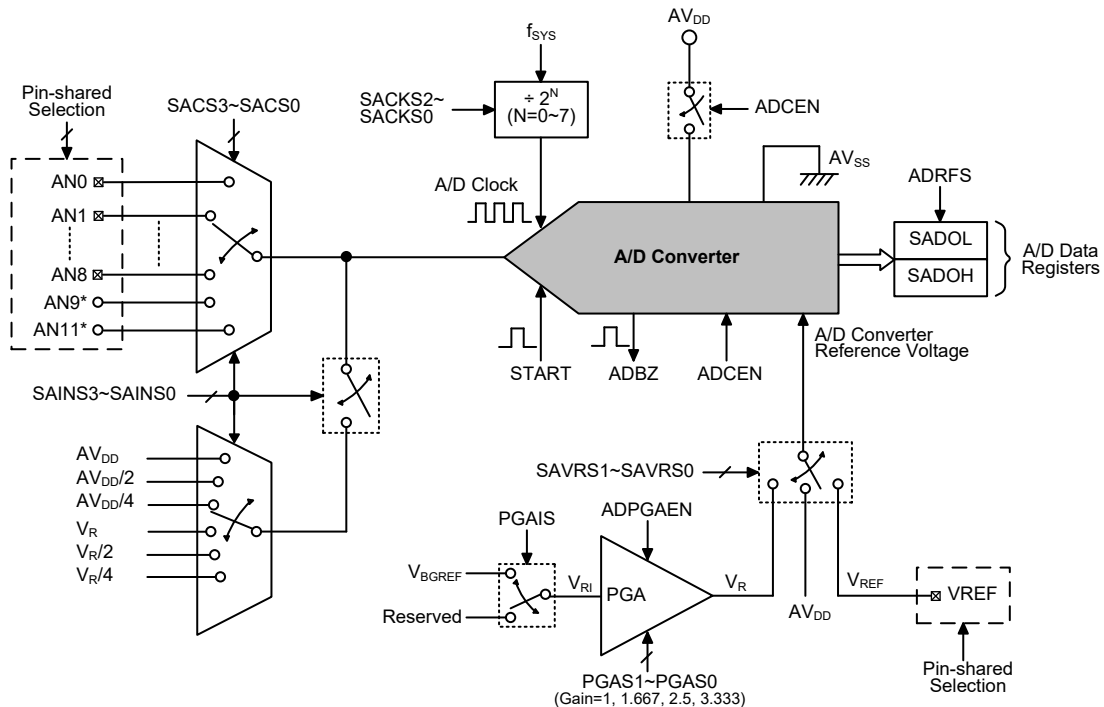 AVDD
fSYS
Pin-shared
Selection
SACS3~SACS0
SACKS2~
SACKS0
÷ 2N
(N=0~7)
ADCEN
AN0
AN1
AN8
AN9*
AN11*
A/D Clock
AVSS
ADRFS
A/D Converter
SADOL
SADOH
A/D Data
Registers
START
ADBZ
ADCEN
A/D Converter
Reference Voltage
SAINS3~SAINS0
AVDD
AVDD/2
AVDD/4
VR
VR/2
VR/4
SAVRS1~SAVRS0
PGAIS
ADPGAEN
VBGREF
Reserved
VRI
PGA
VR
AVDD
VREF
VREF
PGAS1~PGAS0
(Gain=1, 1.667, 2.5, 3.333)
Pin-shared
Selection